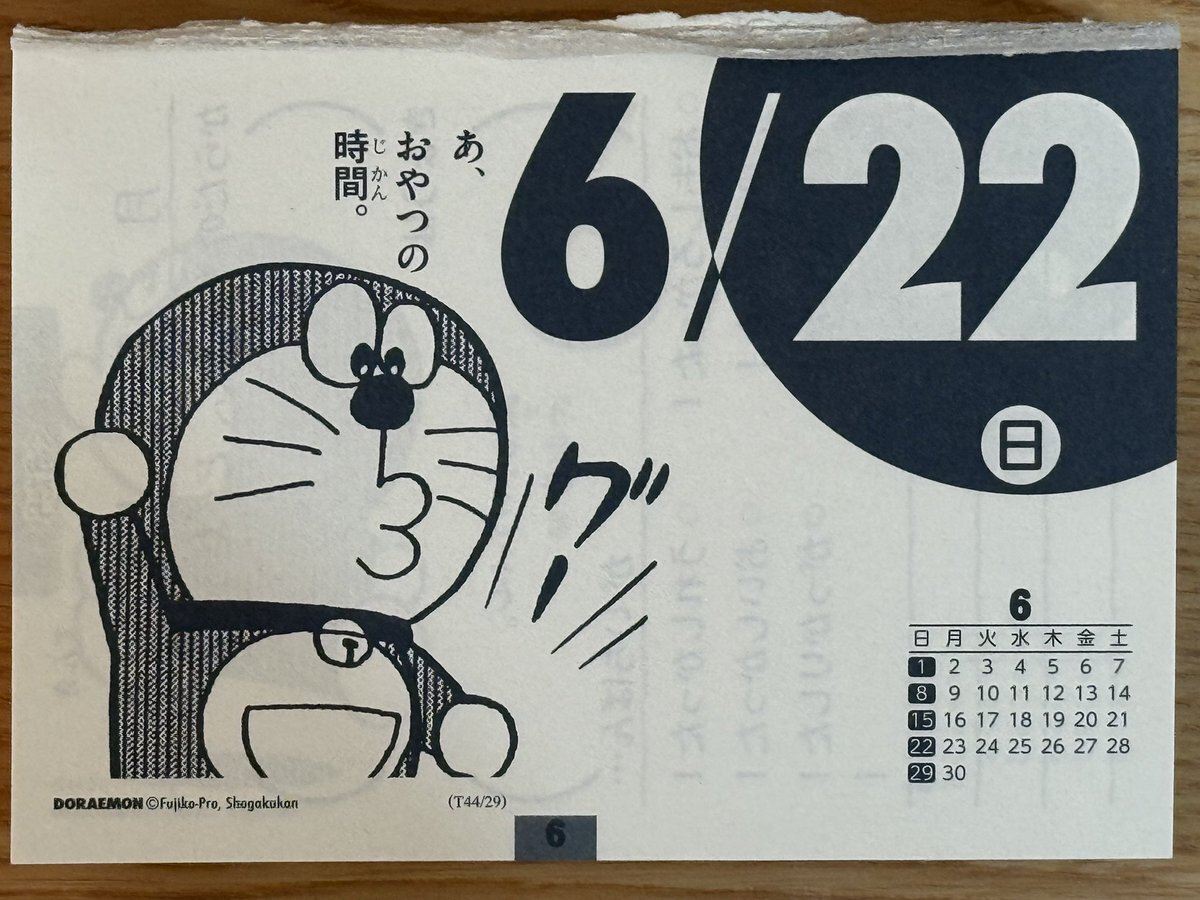 6/22
日
あ、
おやつの
時間。
じかん
グー
6
日 月 火 水 木 金 土
1 2 3 4 5 6 7
8 9 10 11 12 13 14
15 16 17 18 19 20 21
22 23 24 25 26 27 28
29 30
DORAEMON ©Fujiko-Pro, Shogakukan
(T44/29)
6